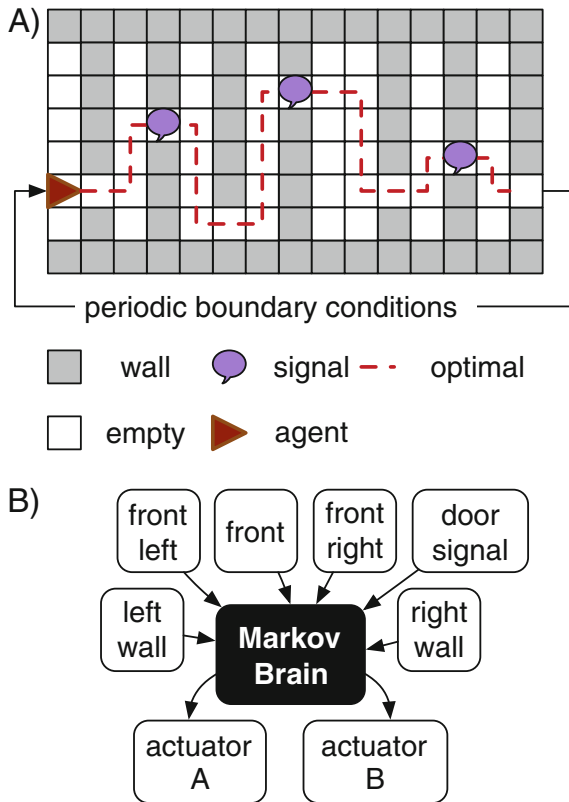 A)
periodic boundary conditions
wall
signal
optimal
empty
agent
B)
front
left
front
front
right
door
signal
left
wall
Markov
Brain
right
wall
actuator
A
actuator
B